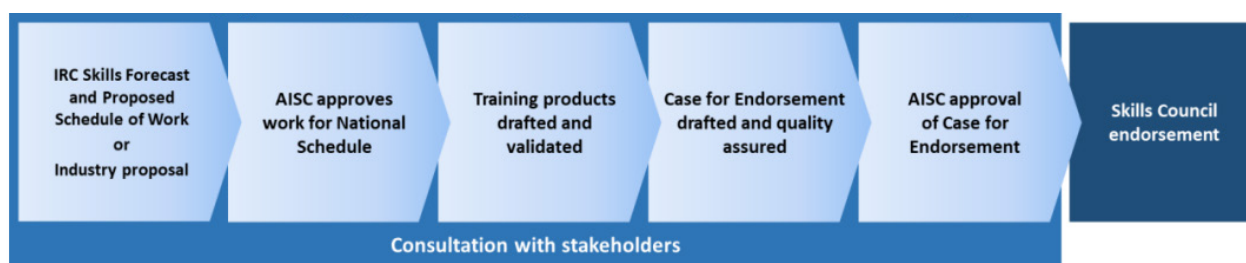 IRC Skills Forecast
and Proposed
Schedule of Work
or
Industry proposal
AISC approves
work for National
Schedule
Training products
drafted and
validated
Case for Endorsement
drafted and quality
assured
AISC approval
of Case for
Endorsement
Skills Council
endorsement
Consultation with stakeholders